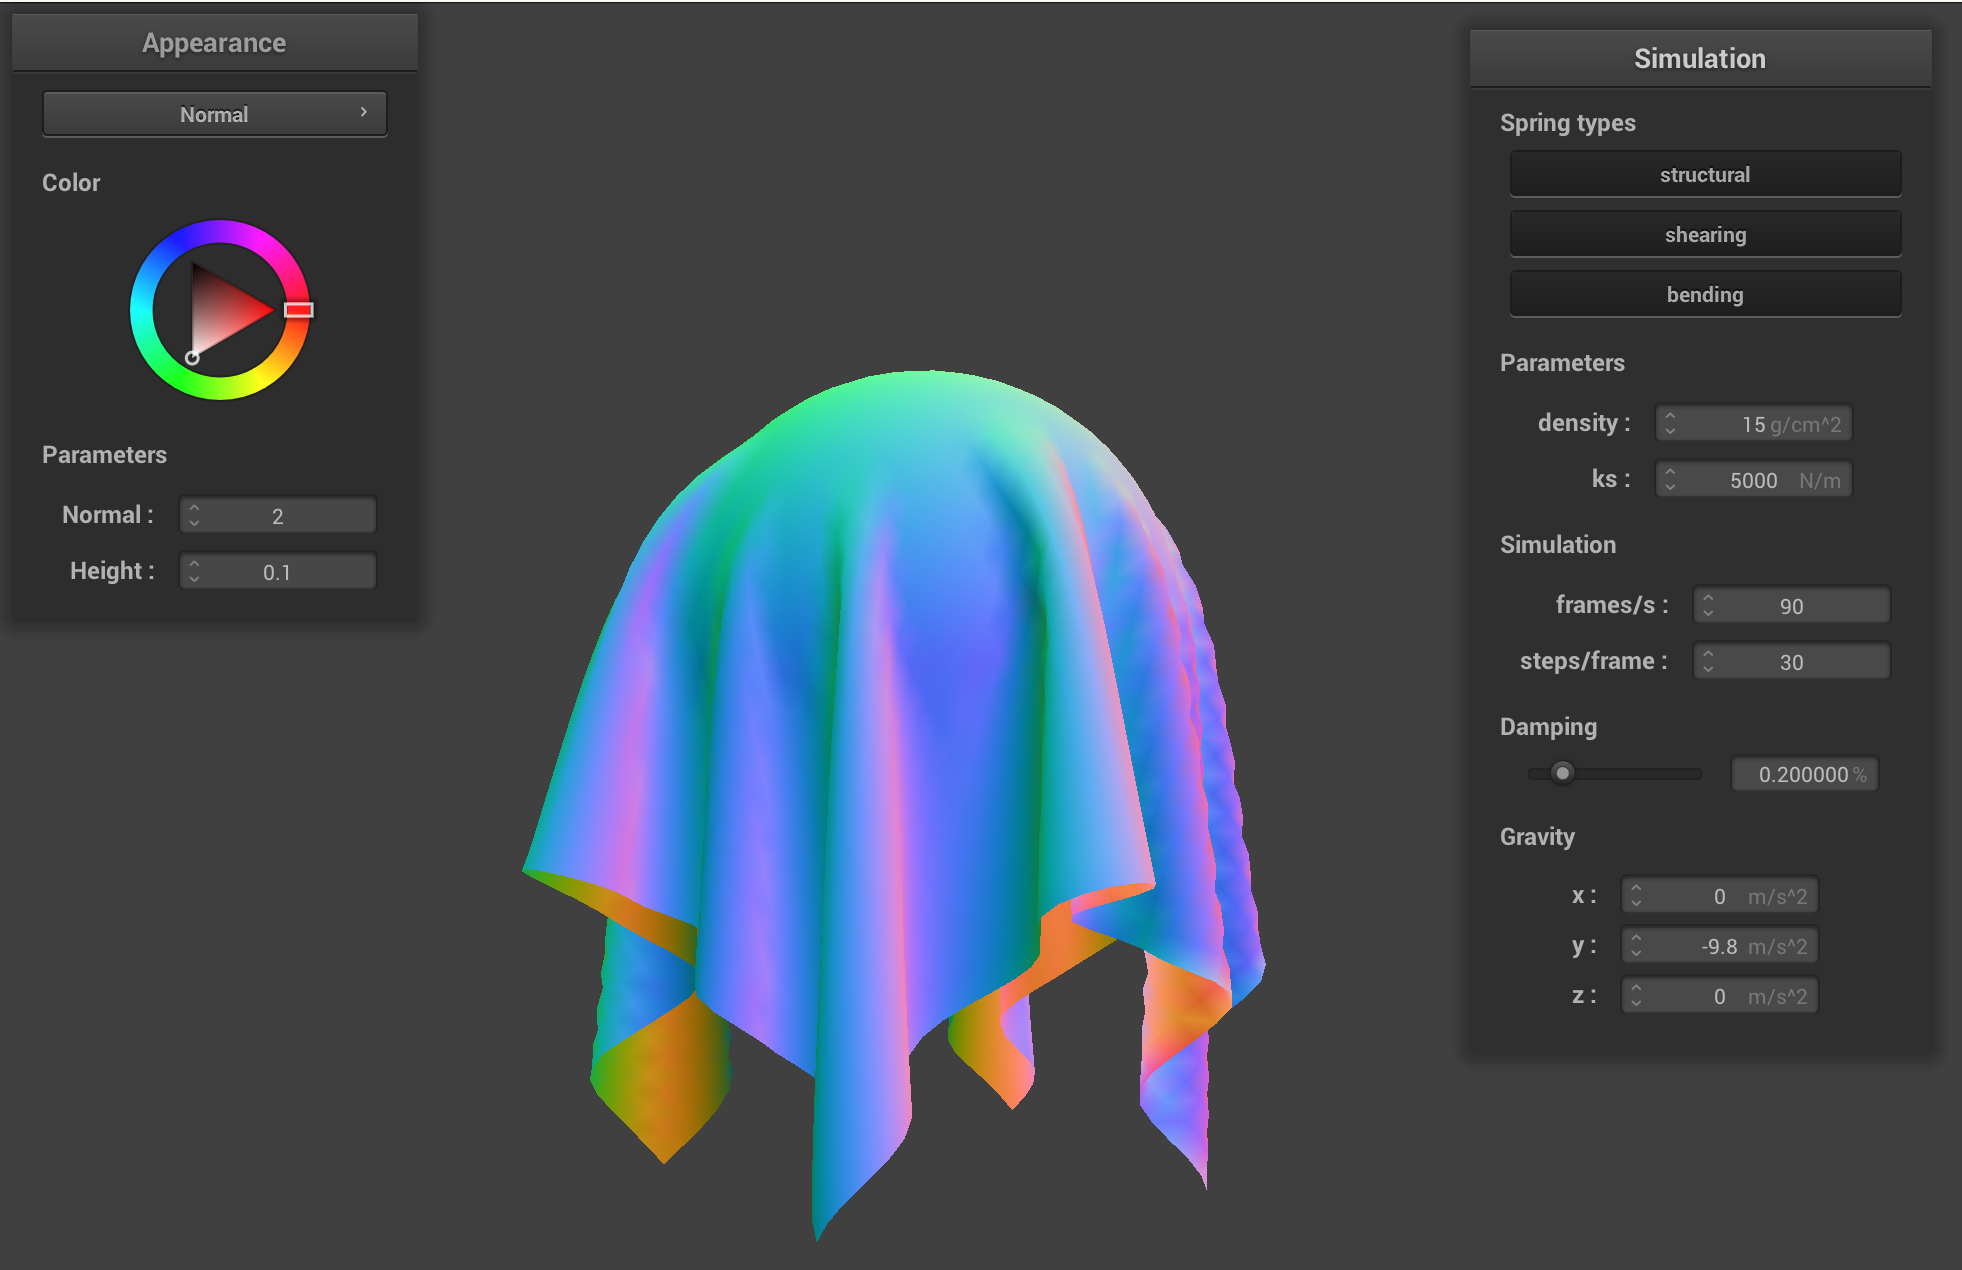 Appearance
Normal
Color
Parameters
Normal : 2
Height : 0.1
Simulation
Spring types
structural
shearing
bending
Parameters
density : 15 g/cm^2
ks : 5000 N/m
Simulation
frames/s : 90
steps/frame : 30
Damping
0.200000 %
Gravity
x : 0 m/s^2
y : -9.8 m/s^2
z : 0 m/s^2